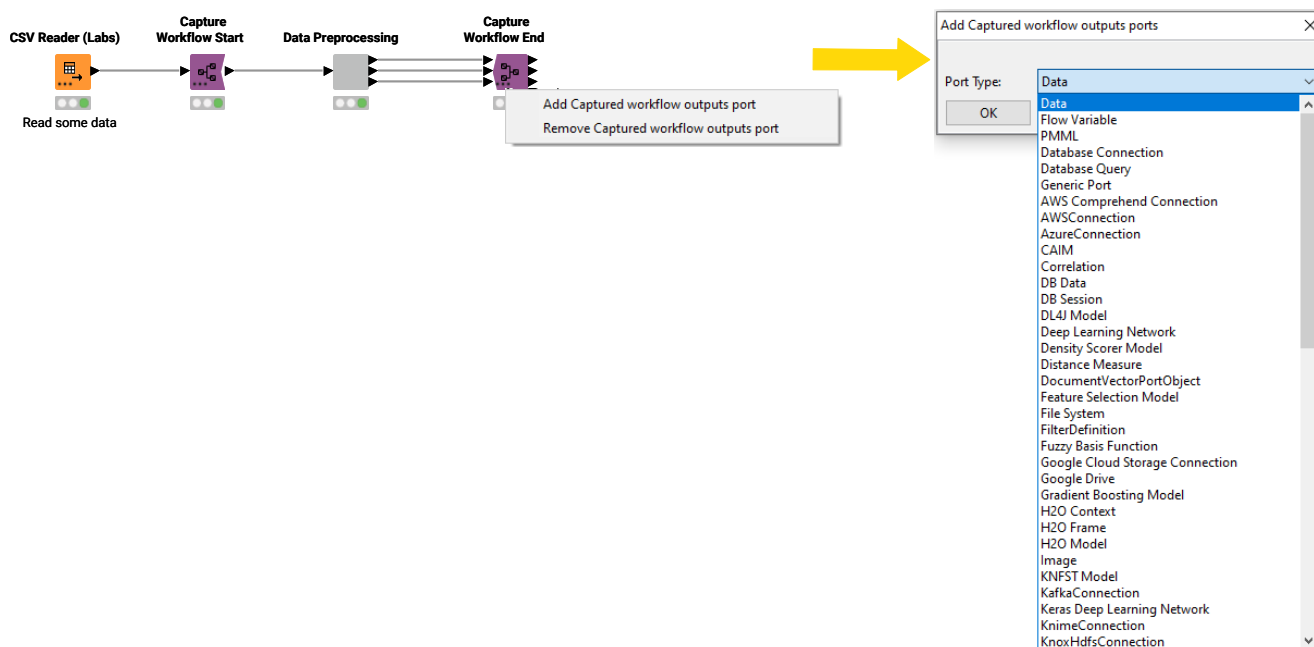 Capture
Workflow Start
Capture
Workflow End
CSV Reader (Labs)
Data Preprocessing
Read some data
Add Captured workflow outputs port
Remove Captured workflow outputs port
Add Captured workflow outputs ports
Port Type:
Data
OK
Data
Flow Variable
PMML
Database Connection
Database Query
Generic Port
AWS Comprehend Connection
AWSConnection
AzureConnection
CAIM
Correlation
DB Data
DB Session
DL4J Model
Deep Learning Network
Density Scorer Model
Distance Measure
DocumentVectorPortObject
Feature Selection Model
File System
FilterDefinition
Fuzzy Basis Function
Google Cloud Storage Connection
Google Drive
Gradient Boosting Model
H2O Context
H2O Frame
H2O Model
Image
KNFST Model
KafkaConnection
Keras Deep Learning Network
KnimeConnection
KnoxHdfsConnection